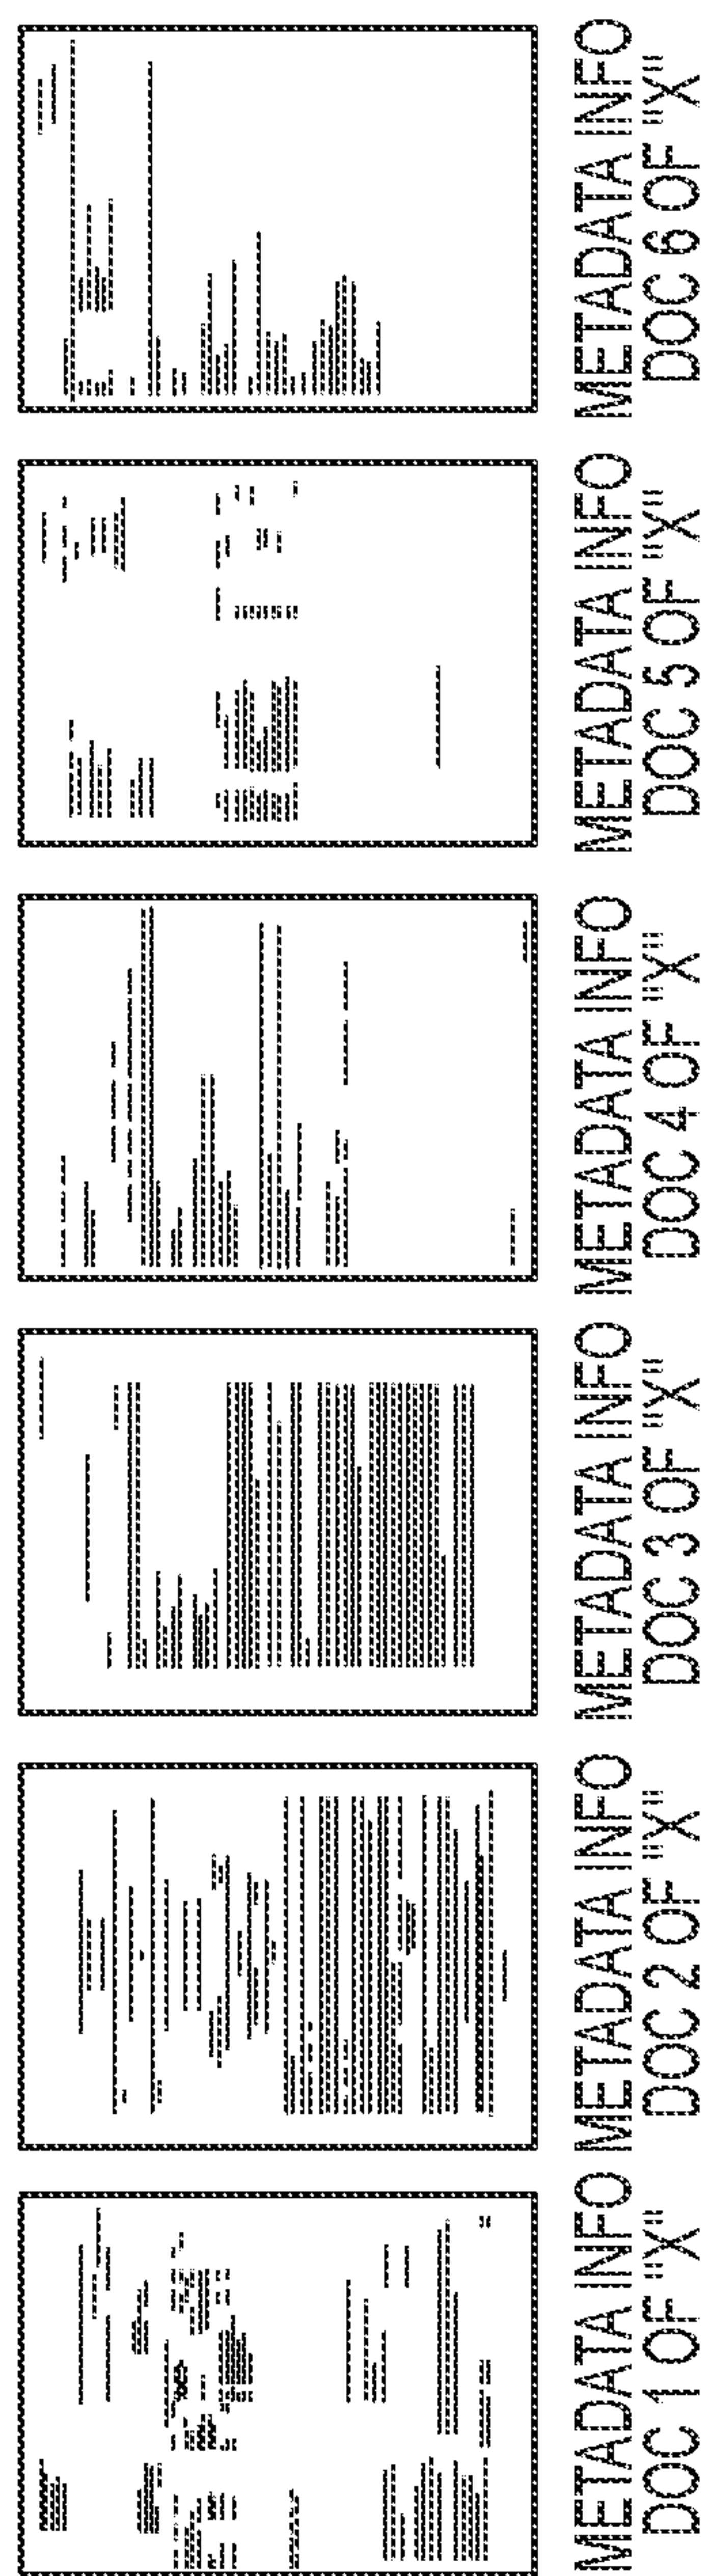 METADATA INFO
DOC 1 OF "X"
METADATA INFO
DOC 2 OF "X"
METADATA INFO
DOC 3 OF "X"
METADATA INFO
DOC 4 OF "X"
METADATA INFO
DOC 5 OF "X"
METADATA INFO
DOC 6 OF "X"